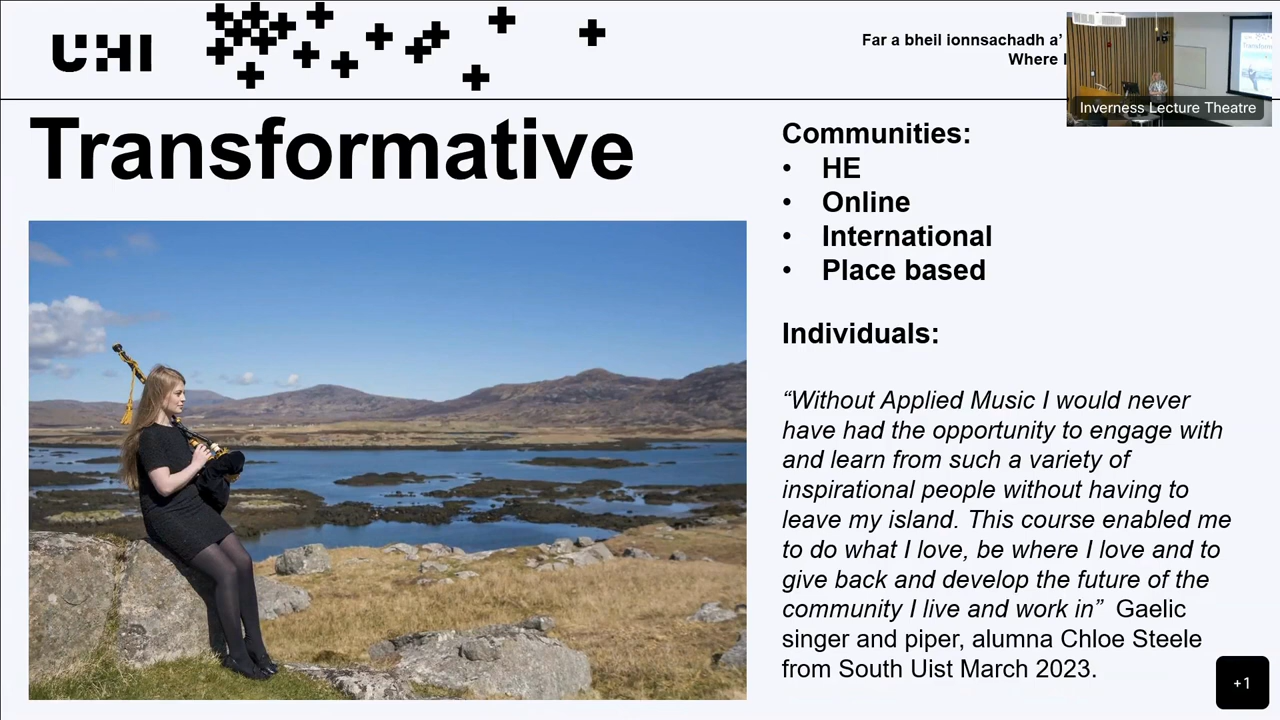 UHI
Far a bheil ionnsachadh a’
Where
Inverness Lecture Theatre
Transformative
Communities:
• HE
• Online
• International
• Place based
Individuals:
“Without Applied Music I would never
have had the opportunity to engage with
and learn from such a variety of
inspirational people without having to
leave my island. This course enabled me
to do what I love, be where I love and to
give back and develop the future of the
community I live and work in” Gaelic
singer and piper, alumna Chloe Steele
from South Uist March 2023.
+1